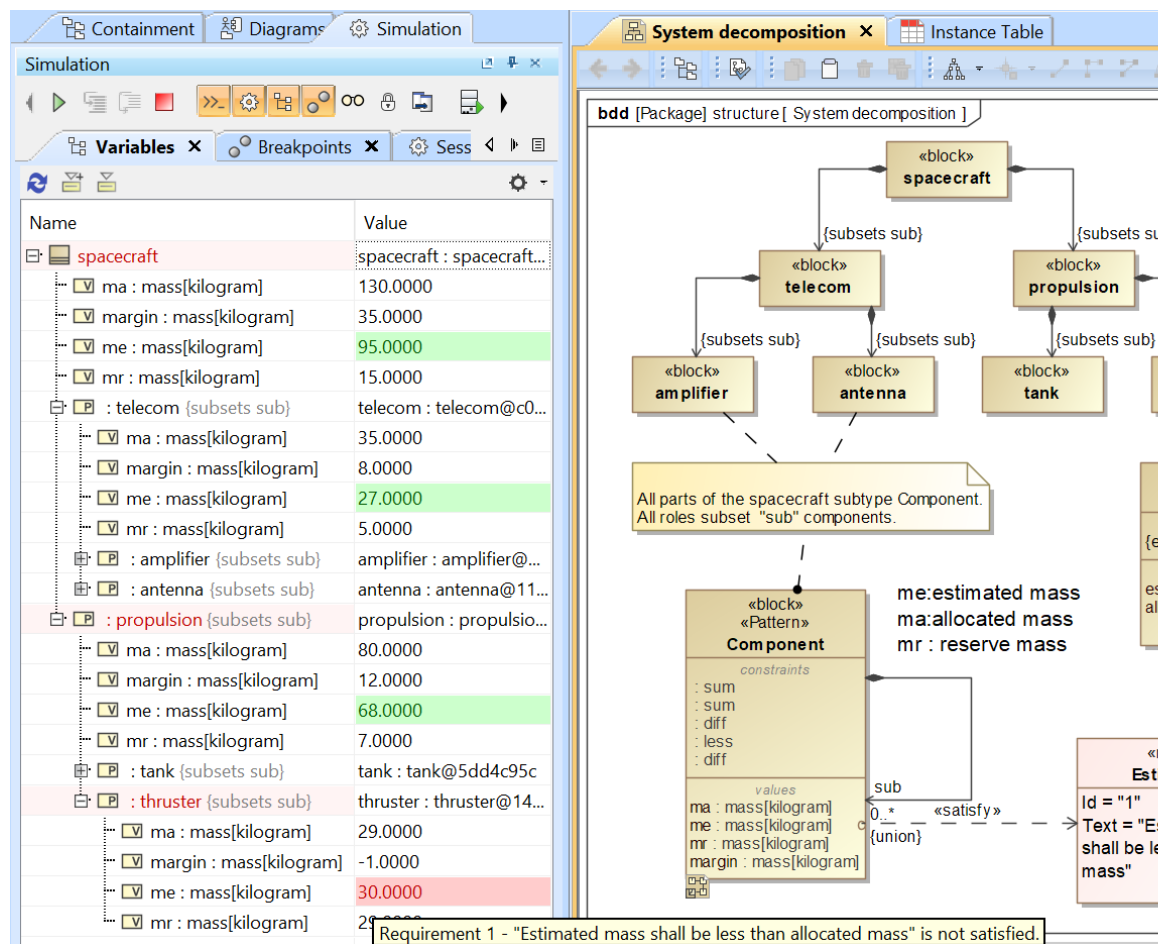 Containment
Diagrams
Simulation
Simulation
Variables
Breakpoints
Sess
Name Value
spacecraft spacecraft : spacecraft...
ma : mass[kilogram] 130.0000
margin : mass[kilogram] 35.0000
me : mass[kilogram] 95.0000
mr : mass[kilogram] 15.0000
: telecom {subsets sub} telecom : telecom@c0...
ma : mass[kilogram] 35.0000
margin : mass[kilogram] 8.0000
me : mass[kilogram] 27.0000
mr : mass[kilogram] 5.0000
: amplifier {subsets sub} amplifier : amplifier@...
: antenna {subsets sub} antenna : antenna@11...
: propulsion {subsets sub} propulsion : propulsio...
ma : mass[kilogram] 80.0000
margin : mass[kilogram] 12.0000
me : mass[kilogram] 68.0000
mr : mass[kilogram] 7.0000
: tank {subsets sub} tank : tank@5dd4c95c
: thruster {subsets sub} thruster : thruster@14...
ma : mass[kilogram] 29.0000
margin : mass[kilogram] -1.0000
me : mass[kilogram] 30.0000
mr : mass[kilogram]
Requirement 1 - "Estimated mass shall be less than allocated mass" is not satisfied.
System decomposition
Instance Table
bdd [Package] structure [ System decomposition ]
«block»
spacecraft
{subsets sub}
{subsets su
«block»
telecom
«block»
propulsion
{subsets sub}
{subsets sub}
{subsets sub}
«block»
amplifier
«block»
antenna
«block»
tank
All parts of the spacecraft subtype Component.
All roles subset "sub" components.
{e
es
al
«block»
«Pattern»
Component
constraints
: sum
: sum
: diff
: less
: diff
values
ma : mass[kilogram]
me : mass[kilogram]
mr : mass[kilogram]
margin : mass[kilogram]
me:estimated mass
ma:allocated mass
mr : reserve mass
sub
0..*
{union}
«satisfy»
Est
Id = "1"
Text = "Es
shall be le
mass"